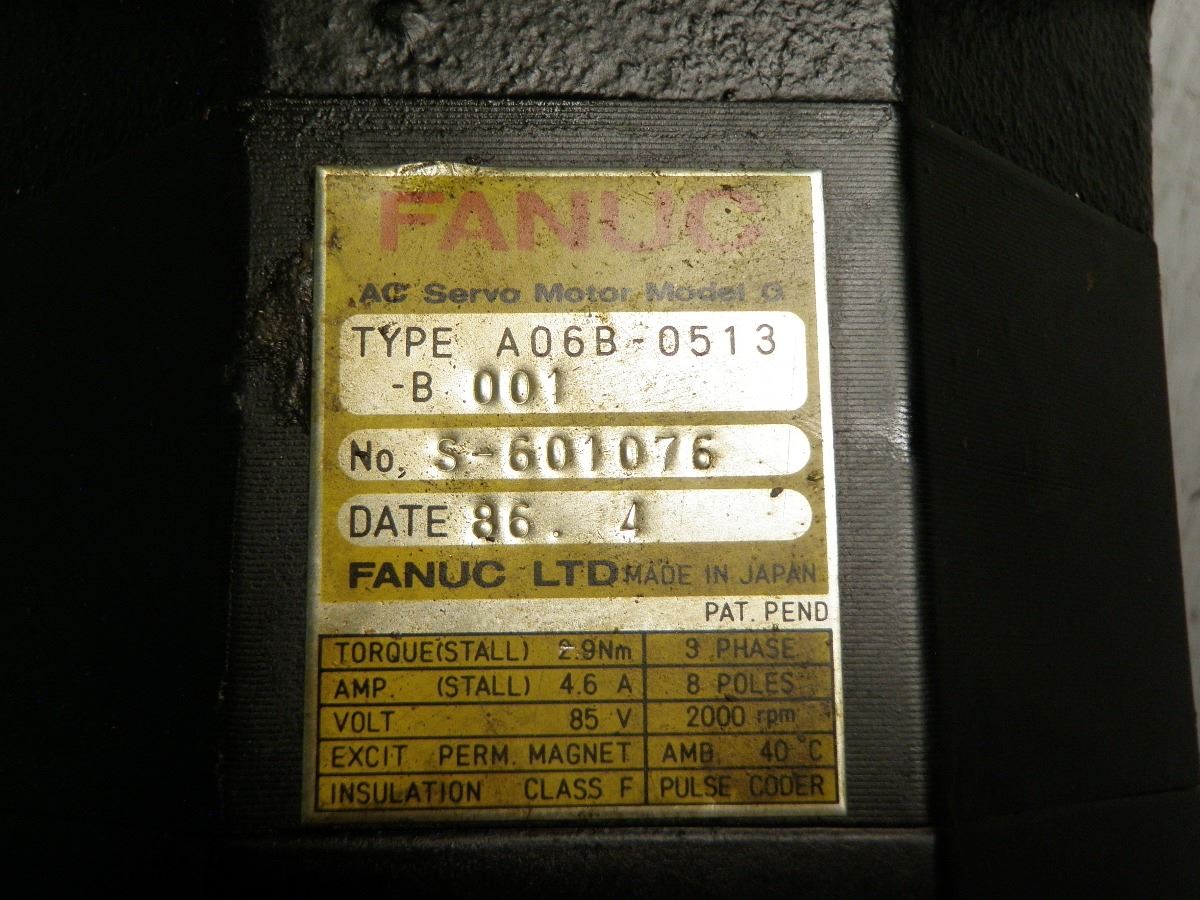 FANUC
AC Servo Motor Model G
TYPE A06B-0513
-B 001
No, S-601076
DATE 86. 4
FANUC LTD MADE IN JAPAN
PAT. PEND
TORQUE(STALL) 2.9Nm 3 PHASE
AMP. (STALL) 4.6 A 8 POLES
VOLT 85 V 2000 rpm
EXCIT PERM. MAGNET AMB. 40 °C
INSULATION CLASS F PULSE CODER